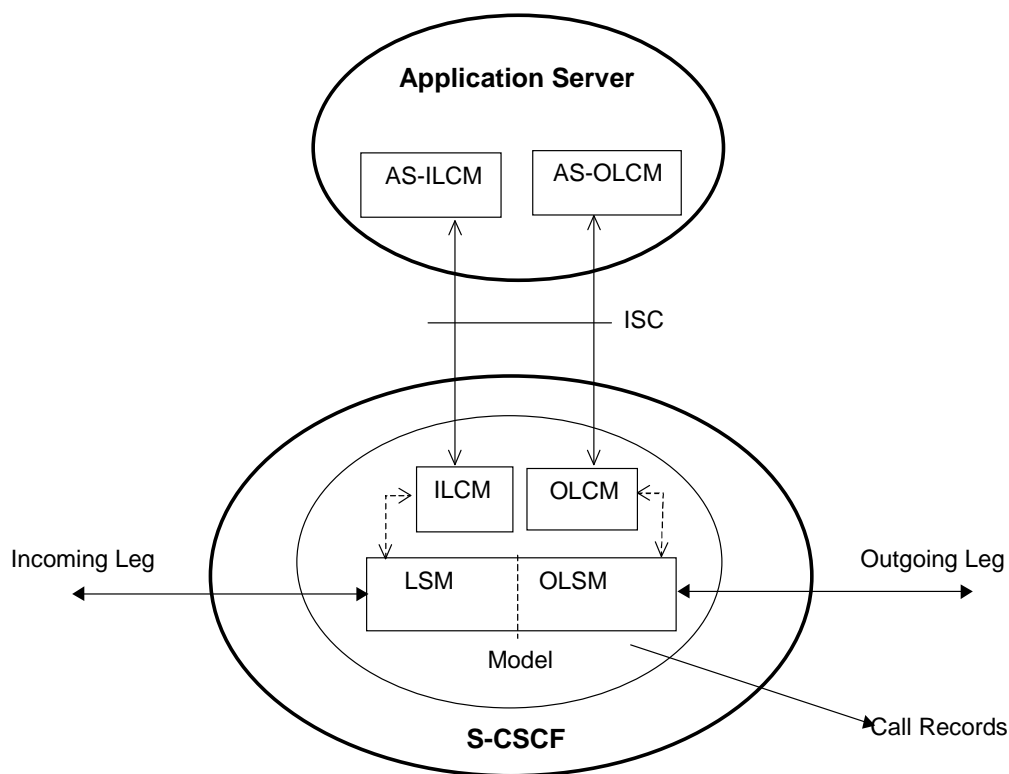 Application Server
AS-ILCM
AS-OLCM
ISC
ILCM
OLCM
Incoming Leg
Outgoing Leg
LSM
OLSM
Model
Call Records
S-CSCF